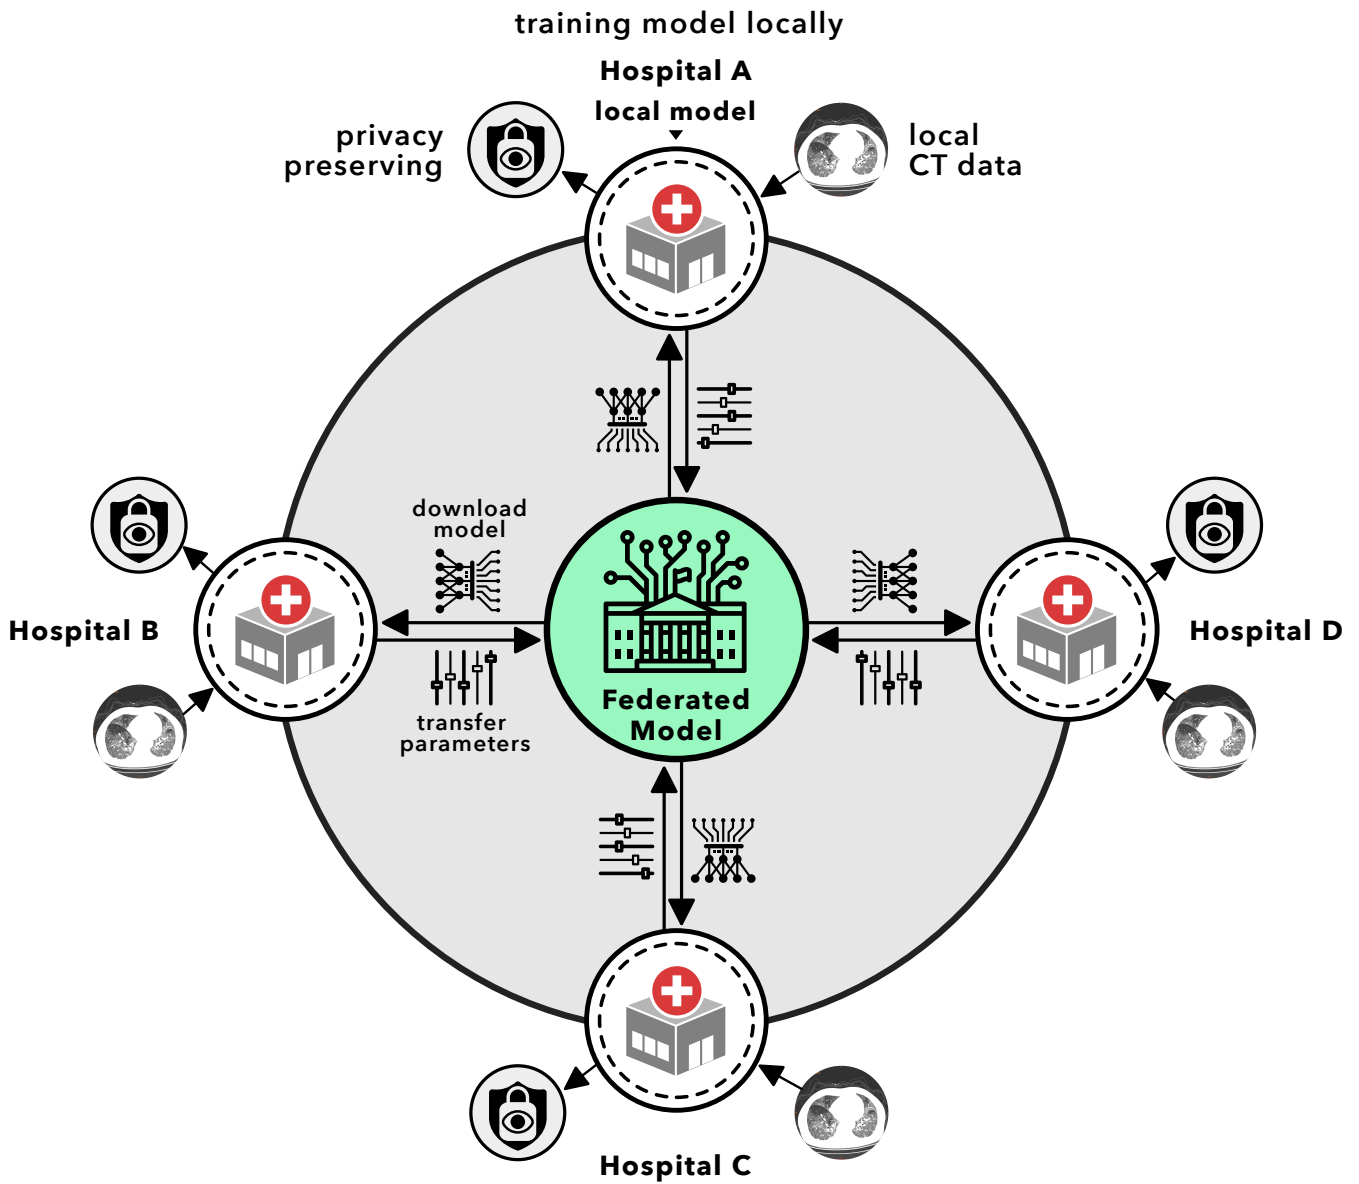 training model locally
Hospital A
local model
privacy
preserving
local
CT data
download
model
Hospital B
Hospital D
Federated
Model
transfer
parameters
Hospital C